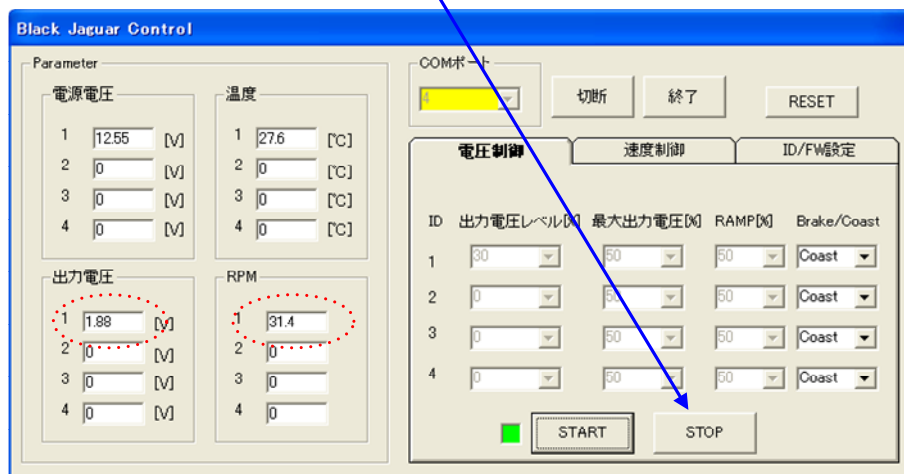 Black Jaguar Control
Parameter
電源電圧
1 12.55 [V]
2 0 [V]
3 0 [V]
4 0 [V]
温度
1 27.6 [℃]
2 0 [℃]
3 0 [℃]
4 0 [℃]
出力電圧
1 1.88 [V]
2 0 [V]
3 0 [V]
4 0 [V]
RPM
1 31.4
2 0
3 0
4 0
COMポート
4
切断
終了
RESET
電圧制御
速度制御
ID/FW設定
ID 出力電圧レベル[%] 最大出力電圧[%] RAMP[%] Brake/Coast
1 30 50 50 Coast
2 0 50 50 Coast
3 0 50 50 Coast
4 0 50 50 Coast
START
STOP